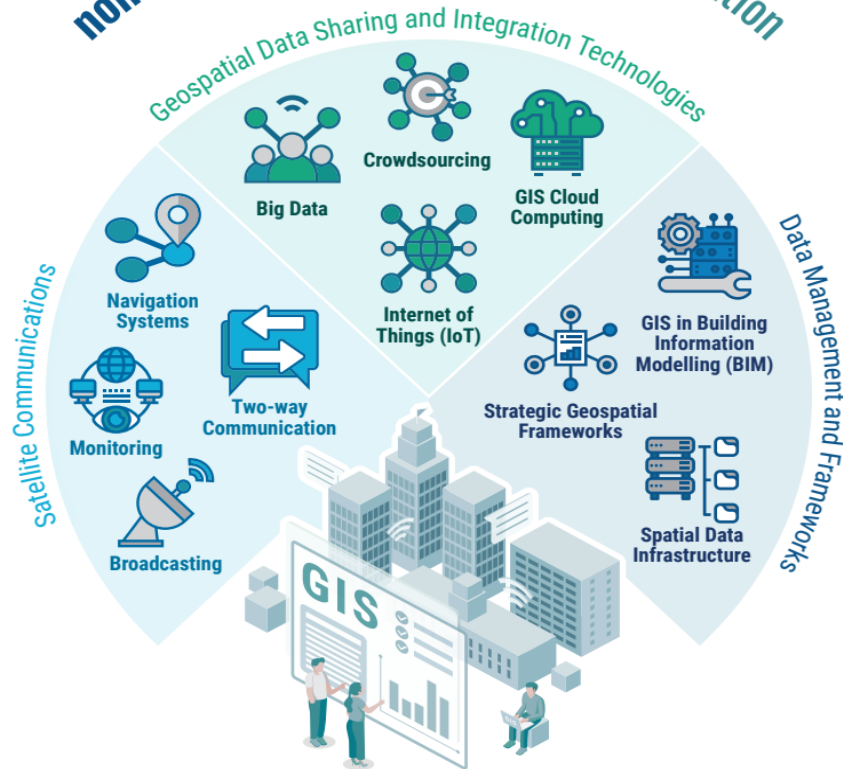 Geospatial Data Sharing and Integration Technologies
Crowdsourcing
Big Data
GIS Cloud
Computing
Internet of
Things (IoT)
Satellite Communications
Navigation
Systems
Two-way
Communication
Monitoring
Broadcasting
Data Management and Frameworks
GIS in Building
Information
Modelling (BIM)
Strategic Geospatial
Frameworks
Spatial Data
Infrastructure
GIS